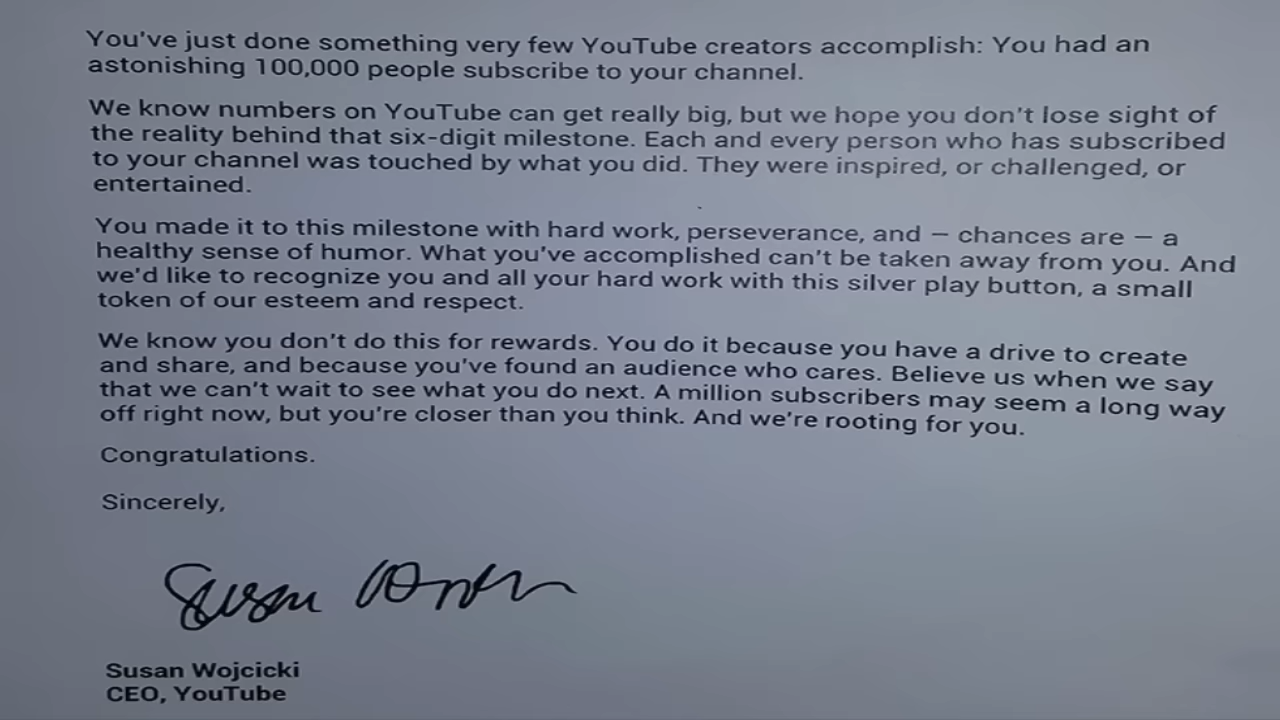 You've just done something very few YouTube creators accomplish: You had an
astonishing 100,000 people subscribe to your channel.
We know numbers on YouTube can get really big, but we hope you don't lose sight of
the reality behind that six-digit milestone. Each and every person who has subscribed
to your channel was touched by what you did. They were inspired, or challenged, or
entertained.
You made it to this milestone with hard work, perseverance, and – chances are – a
healthy sense of humor. What you've accomplished can't be taken away from you. And
we'd like to recognize you and all your hard work with this silver play button, a small
token of our esteem and respect.
We know you don't do this for rewards. You do it because you have a drive to create
and share, and because you've found an audience who cares. Believe us when we say
that we can't wait to see what you do next. A million subscribers may seem a long way
off right now, but you're closer than you think. And we're rooting for you.
Congratulations.
Sincerely,
Susan
Susan Wojcicki
CEO, YouTube